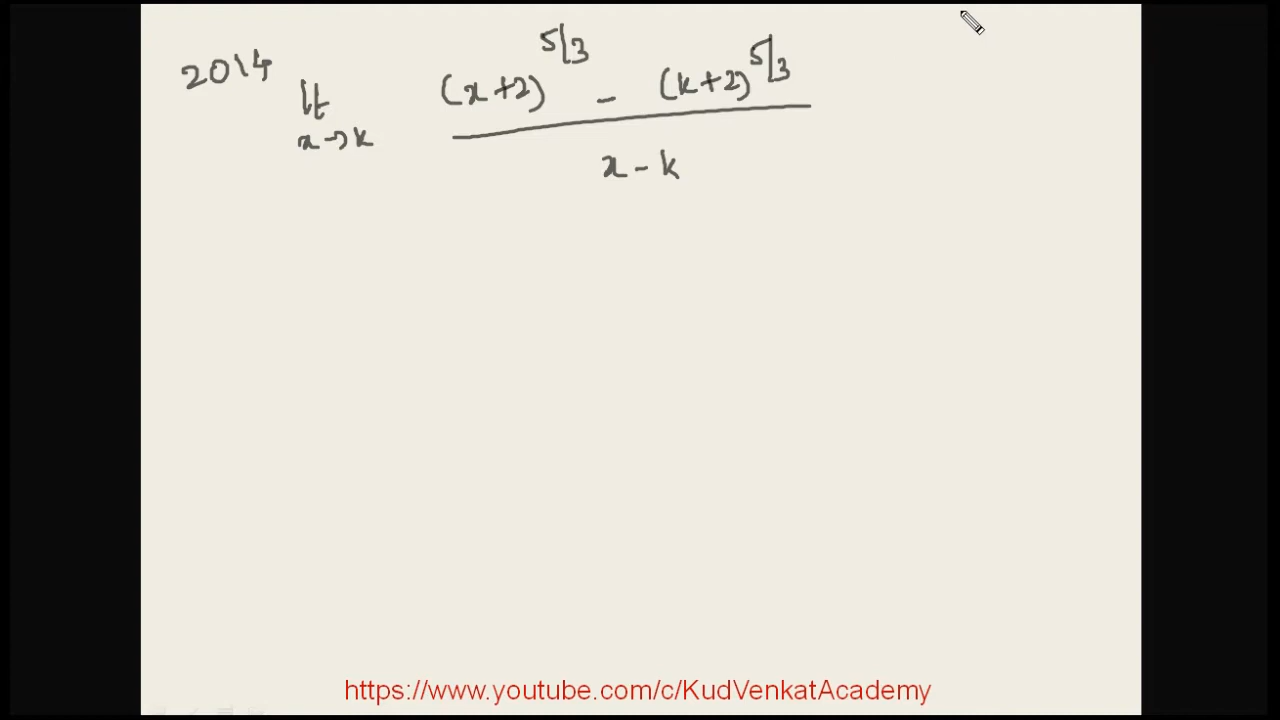 2014 lt x→k (x+2)^5/3 - (k+2)^5/3
x - k
https://www.youtube.com/c/KudVenkatAcademy